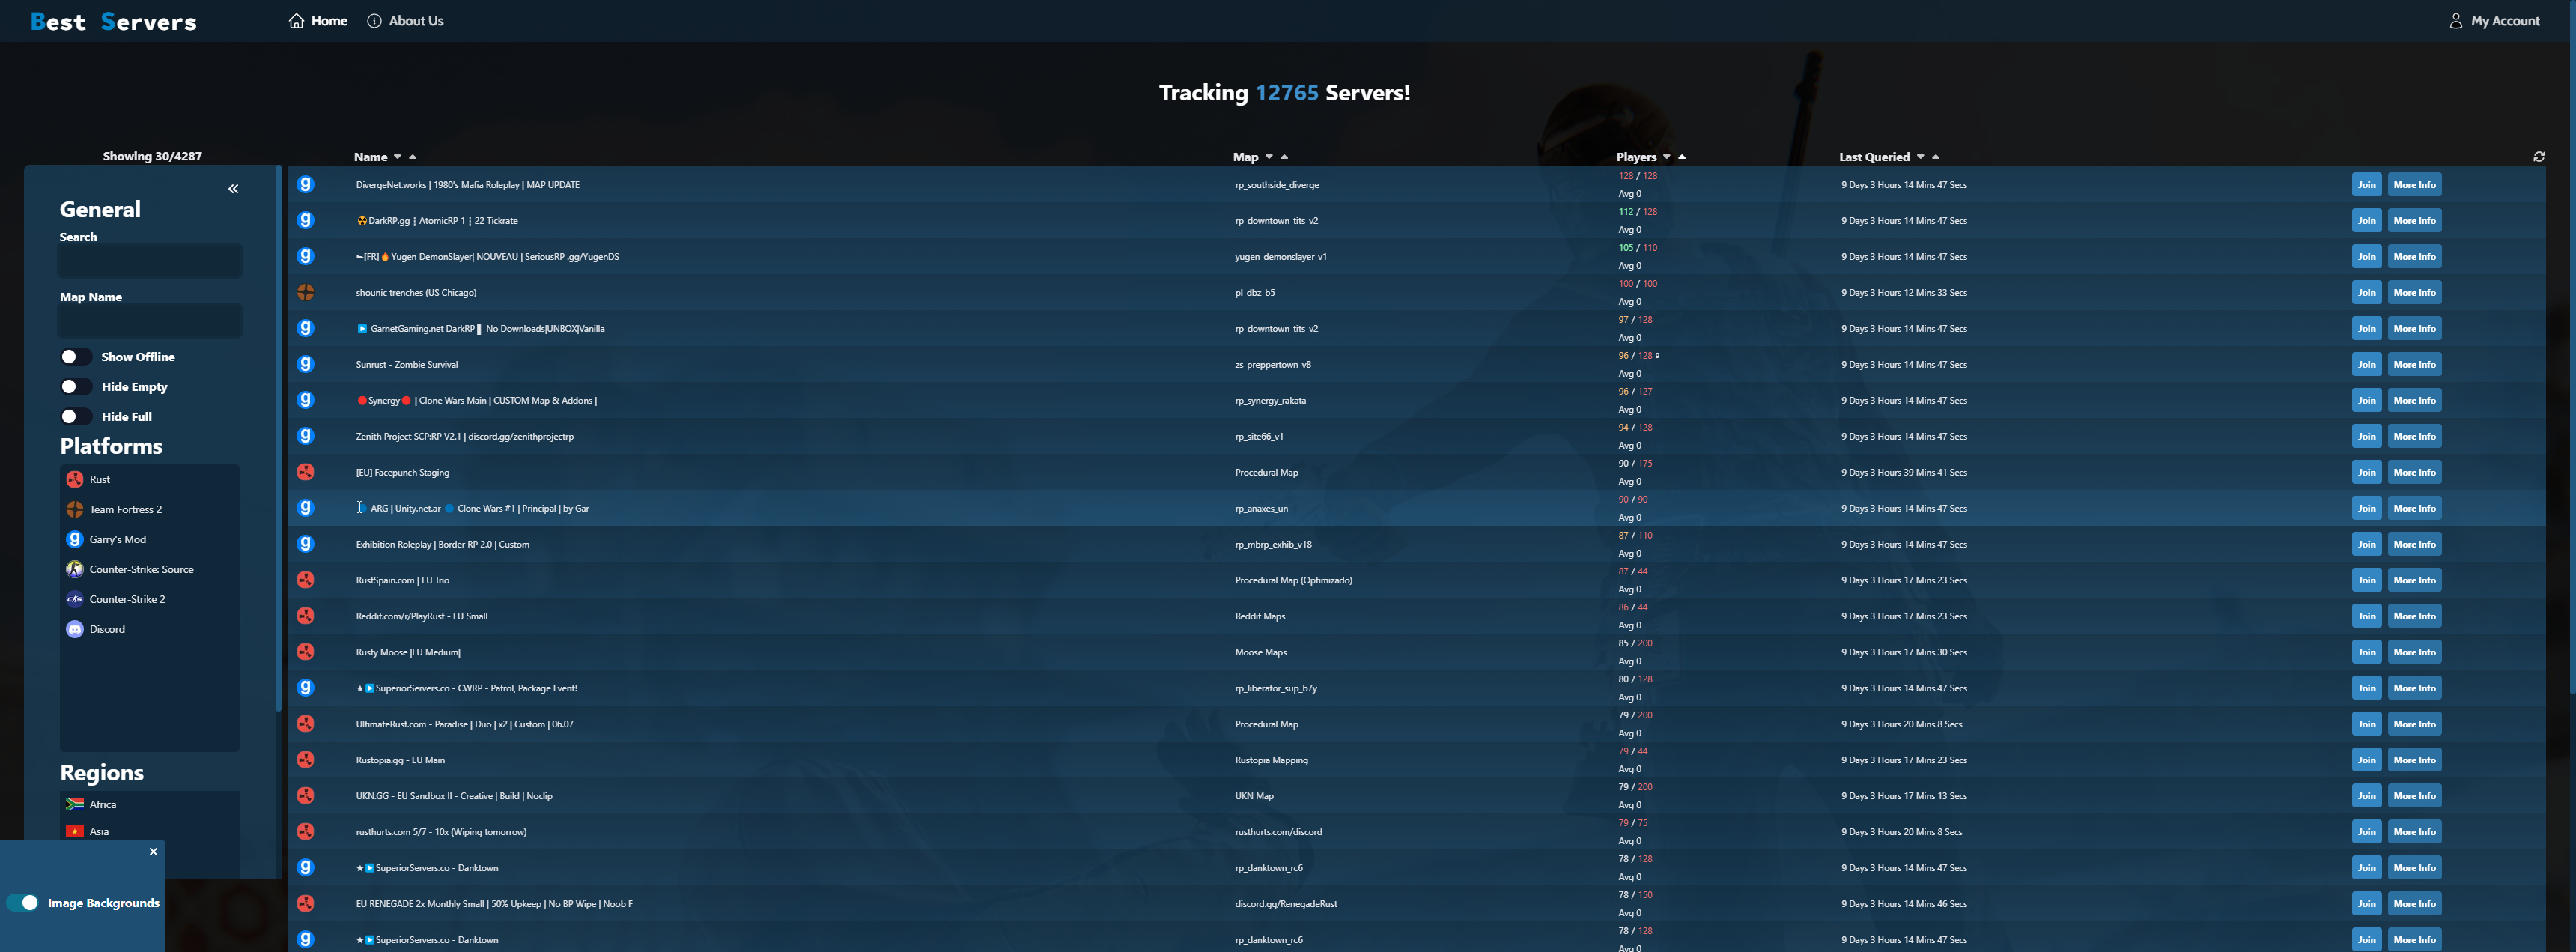 Best Servers
Home
About Us
My Account
Tracking 12765 Servers!
Showing 30/4287
Name Map Players Last Queried
General
Search
Map Name
Show Offline
Hide Empty
Hide Full
Platforms
Rust
Team Fortress 2
Garry's Mod
Counter-Strike: Source
Counter-Strike 2
Discord
Regions
Africa
Asia
Image Backgrounds
DivergeNet.works | 1980's Mafia Roleplay | MAP UPDATE rp_southside_diverge 128 / 128 9 Days 3 Hours 14 Mins 47 Secs Join More Info
Avg 0
☢DarkRP.gg ¦ AtomicRP 1 ¦ 22 Tickrate rp_downtown_tits_v2 112 / 128 9 Days 3 Hours 14 Mins 47 Secs Join More Info
Avg 0
➸[FR]🔥Yugen DemonSlayer| NOUVEAU | SeriousRP .gg/YugenDS yugen_demonslayer_v1 105 / 110 9 Days 3 Hours 14 Mins 47 Secs Join More Info
Avg 0
shounic trenches (US Chicago) pl_dbz_b5 100 / 100 9 Days 3 Hours 12 Mins 33 Secs Join More Info
Avg 0
▶ GarnetGaming.net DarkRP ▌ No Downloads|UNBOX|Vanilla rp_downtown_tits_v2 97 / 128 9 Days 3 Hours 14 Mins 47 Secs Join More Info
Avg 0
Sunrust - Zombie Survival zs_preppertown_v8 96 / 128 9 9 Days 3 Hours 14 Mins 47 Secs Join More Info
Avg 0
🔴Synergy🔴 | Clone Wars Main | CUSTOM Map & Addons | rp_synergy_rakata 96 / 127 9 Days 3 Hours 14 Mins 47 Secs Join More Info
Avg 0
Zenith Project SCP:RP V2.1 | discord.gg/zenithprojectrp rp_site66_v1 94 / 128 9 Days 3 Hours 14 Mins 47 Secs Join More Info
Avg 0
[EU] Facepunch Staging Procedural Map 90 / 175 9 Days 3 Hours 39 Mins 41 Secs Join More Info
Avg 0
🔵 ARG | Unity.net.ar 🔵 Clone Wars #1 | Principal | by Gar rp_anaxes_un 90 / 90 9 Days 3 Hours 14 Mins 47 Secs Join More Info
Avg 0
Exhibition Roleplay | Border RP 2.0 | Custom rp_mbrp_exhib_v18 87 / 110 9 Days 3 Hours 14 Mins 47 Secs Join More Info
Avg 0
RustSpain.com | EU Trio Procedural Map (Optimizado) 87 / 44 9 Days 3 Hours 17 Mins 23 Secs Join More Info
Avg 0
Reddit.com/r/PlayRust - EU Small Reddit Maps 86 / 44 9 Days 3 Hours 17 Mins 23 Secs Join More Info
Avg 0
Rusty Moose |EU Medium| Moose Maps 85 / 200 9 Days 3 Hours 17 Mins 30 Secs Join More Info
Avg 0
★▶SuperiorServers.co - CWRP - Patrol, Package Event! rp_liberator_sup_b7y 80 / 128 9 Days 3 Hours 14 Mins 47 Secs Join More Info
Avg 0
UltimateRust.com - Paradise | Duo | x2 | Custom | 06.07 Procedural Map 79 / 200 9 Days 3 Hours 20 Mins 8 Secs Join More Info
Avg 0
Rustopia.gg - EU Main Rustopia Mapping 79 / 44 9 Days 3 Hours 17 Mins 23 Secs Join More Info
Avg 0
UKN.GG - EU Sandbox II - Creative | Build | Noclip UKN Map 79 / 200 9 Days 3 Hours 17 Mins 13 Secs Join More Info
Avg 0
rusthurts.com 5/7 - 10x (Wiping tomorrow) rusthurts.com/discord 79 / 75 9 Days 3 Hours 20 Mins 8 Secs Join More Info
Avg 0
★▶SuperiorServers.co - Danktown rp_danktown_rc6 78 / 128 9 Days 3 Hours 14 Mins 47 Secs Join More Info
Avg 0
EU RENEGADE 2x Monthly Small | 50% Upkeep | No BP Wipe | Noob F discord.gg/RenegadeRust 78 / 150 9 Days 3 Hours 14 Mins 46 Secs Join More Info
Avg 0
★▶SuperiorServers.co - Danktown rp_danktown_rc6 78 / 128 9 Days 3 Hours 14 Mins 47 Secs Join More Info
Avg 0